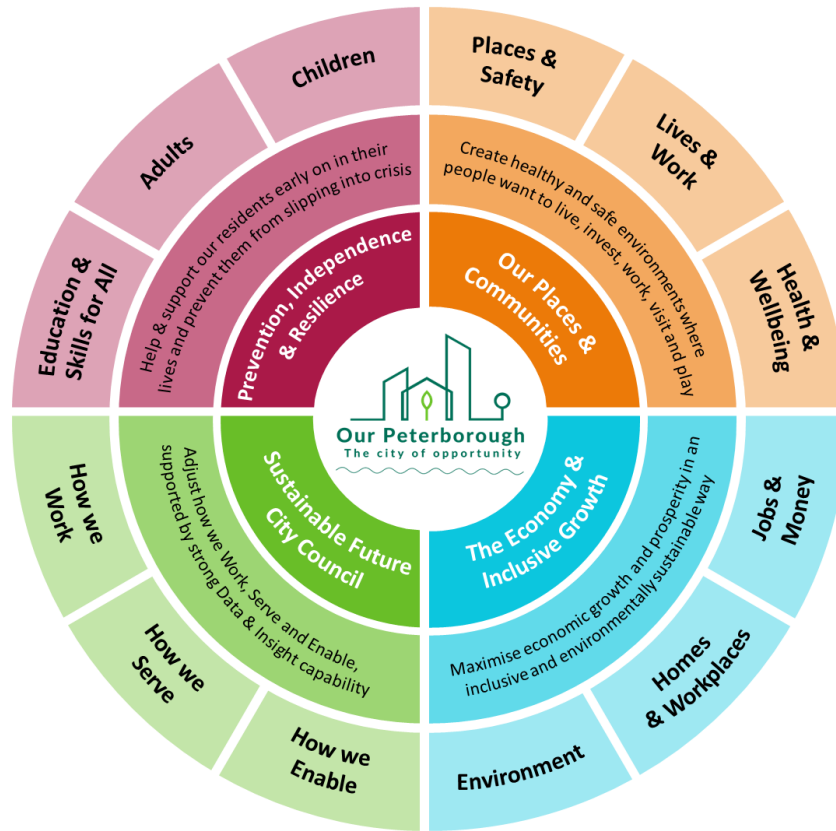 Children
Adults
Education &
Skills for All
Help & support our residents early on in their
lives and prevent them from slipping into crisis
Prevention, Independence
& Resilience
Places &
Safety
Lives &
Work
Health &
Wellbeing
Create healthy and safe environments where
people want to live, invest, work, visit and play
Our Places &
Communities
Our Peterborough
The city of opportunity
How we
Work
How we
Serve
How we
Enable
Adjust how we Work, Serve and Enable,
supported by strong Data & Insight capability
Sustainable Future
City Council
Jobs &
Money
Homes
& Workplaces
Environment
Maximise economic growth and prosperity in an
inclusive and environmentally sustainable way
The Economy &
Inclusive Growth